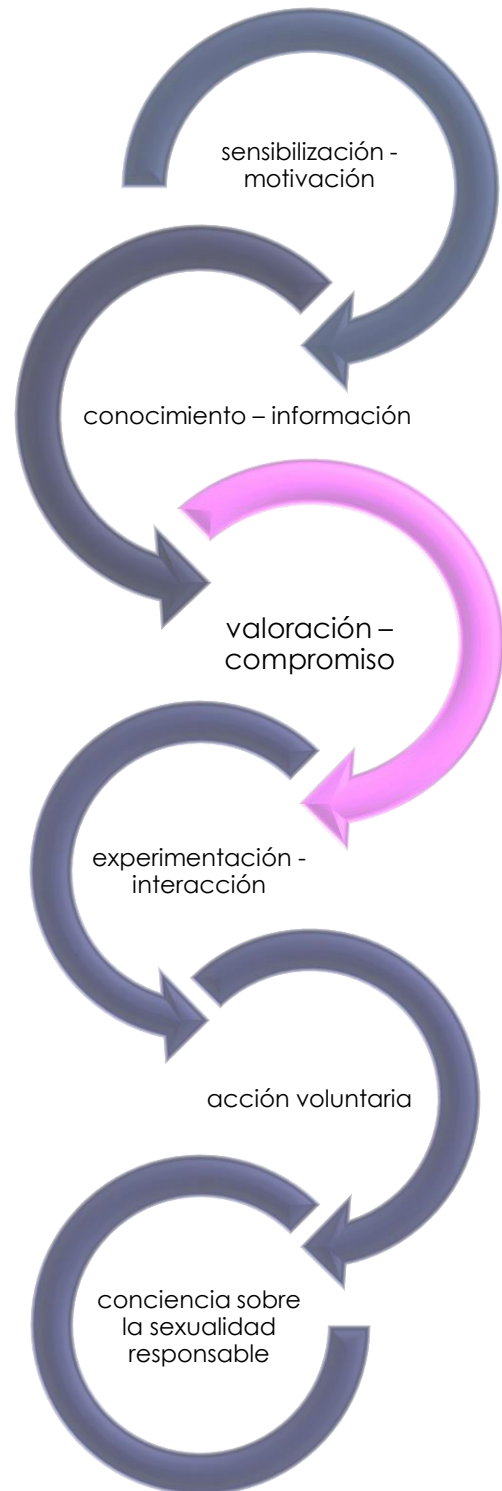 sensibilización -
motivación
conocimiento – información
valoración –
compromiso
experimentación -
interacción
acción voluntaria
conciencia sobre
la sexualidad
responsable